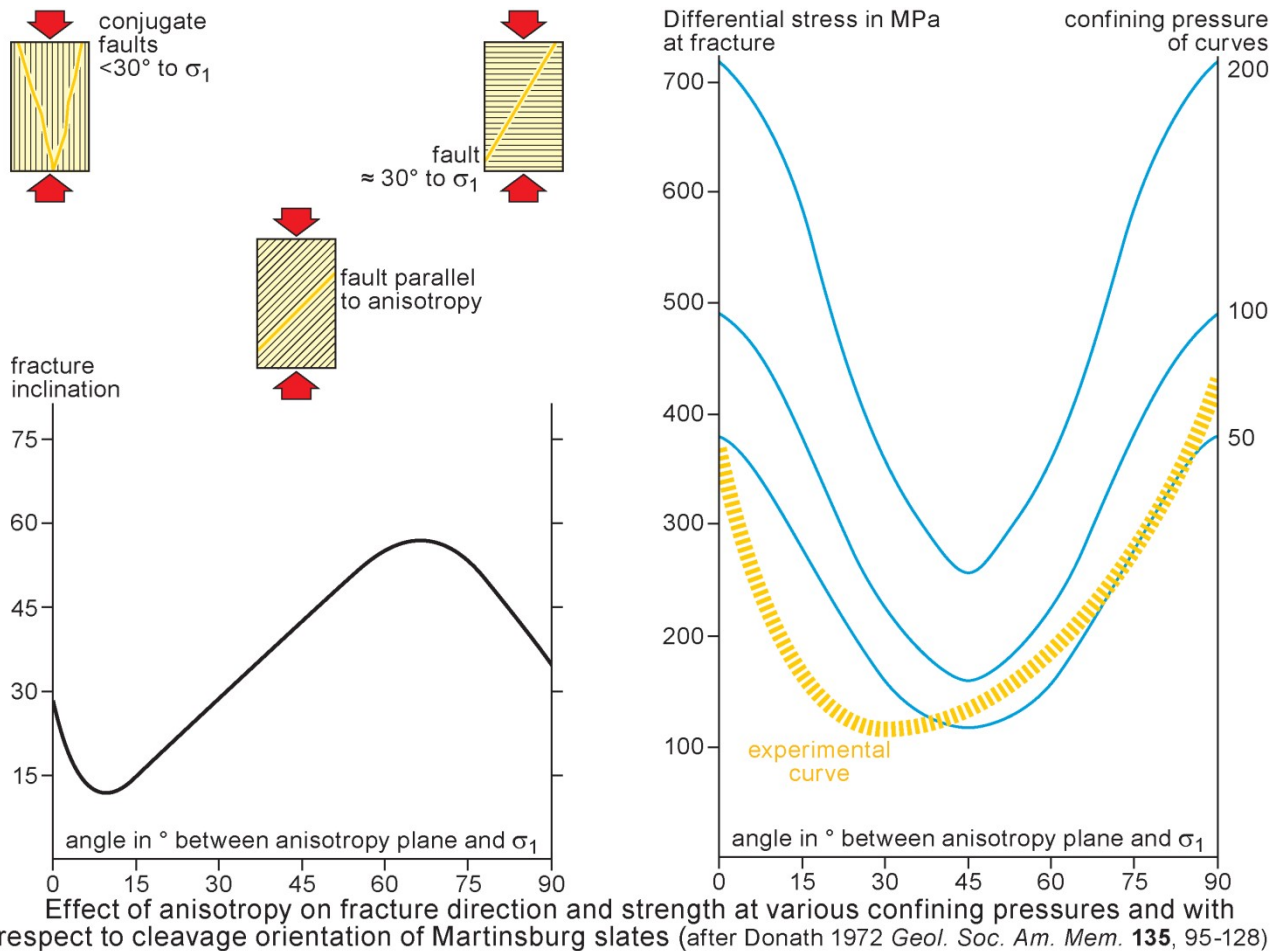 conjugate
faults
<30° to σ1
fault
≈ 30° to σ1
fault parallel
to anisotropy
fracture
inclination
75
60
45
30
15
angle in ° between anisotropy plane and σ1
0 15 30 45 60 75 90
Differential stress in MPa
at fracture
confining pressure
of curves
700
600
500
400
300
200
100
200
100
50
experimental
curve
angle in ° between anisotropy plane and σ1
0 15 30 45 60 75 90
Effect of anisotropy on fracture direction and strength at various confining pressures and with
respect to cleavage orientation of Martinsburg slates (after Donath 1972 Geol. Soc. Am. Mem. 135, 95-128)